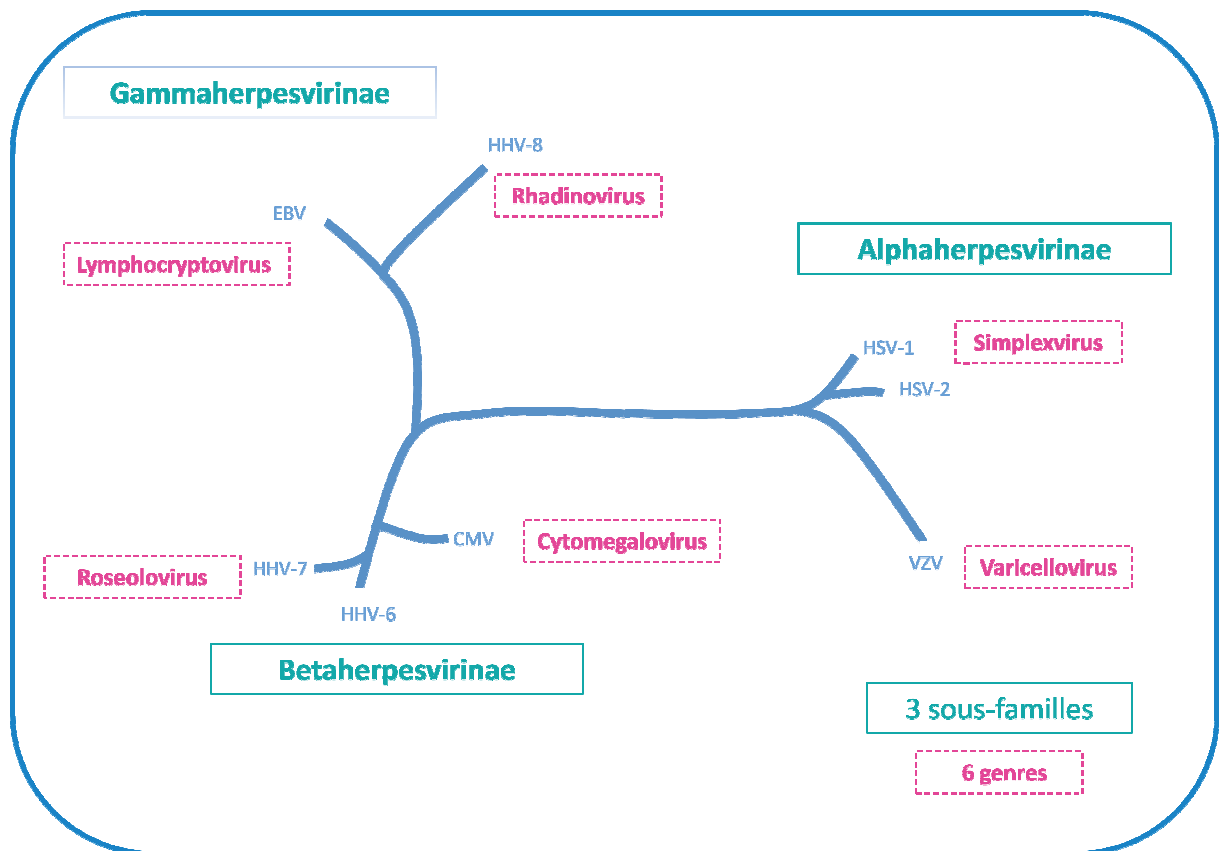 Gammaherpesvirinae
HHV-8
Rhadinovirus
EBV
Lymphocryptovirus
Alphaherpesvirinae
Simplexvirus
HSV-1
HSV-2
CMV
Cytomegalovirus
HHV-7
Roseolovirus
VZV
Varicellovirus
HHV-6
Betaherpesvirinae
3 sous-familles
6 genres